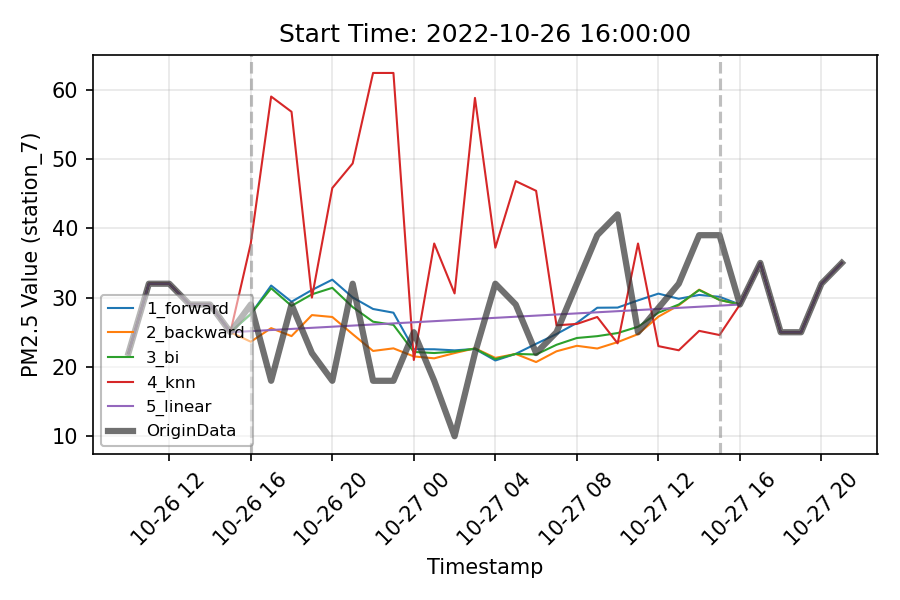 Start Time: 2022-10-26 16:00:00
PM2.5 Value (station_7)
60
50
40
30
20
10
1_forward
2_backward
3_bi
4_knn
5_linear
OriginData
10-26 12
10-26 16
10-26 20
10-27 00
10-27 04
10-27 08
10-27 12
10-27 16
10-27 20
Timestamp